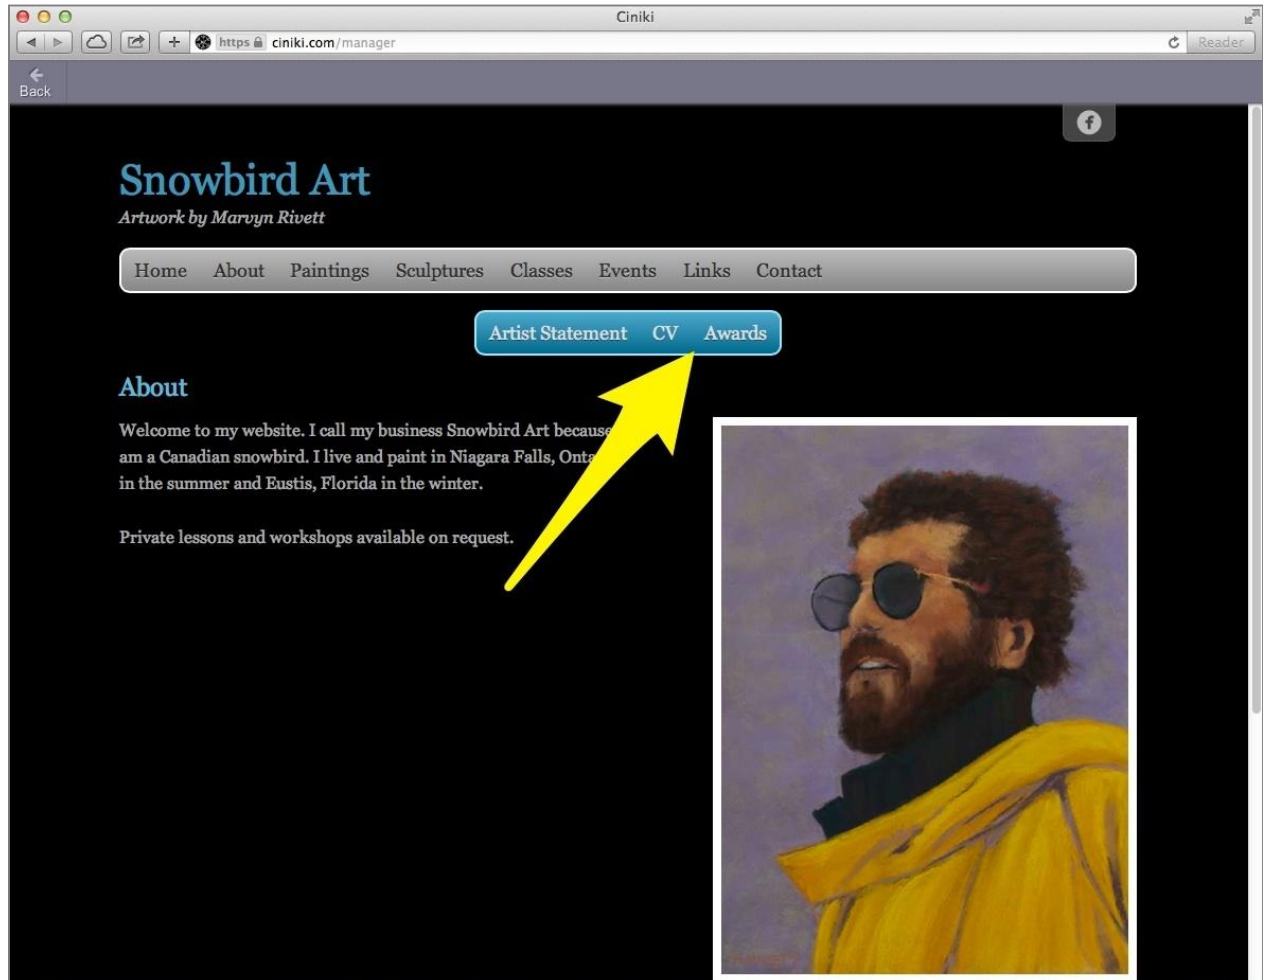 Ciniki
https ciniki.com/manager
Reader
Back
Snowbird Art
Artwork by Marvyn Rivett
Home About Paintings Sculptures Classes Events Links Contact
Artist Statement CV Awards
About
Welcome to my website. I call my business Snowbird Art becaus
am a Canadian snowbird. I live and paint in Niagara Falls, Onta
in the summer and Eustis, Florida in the winter.
Private lessons and workshops available on request.